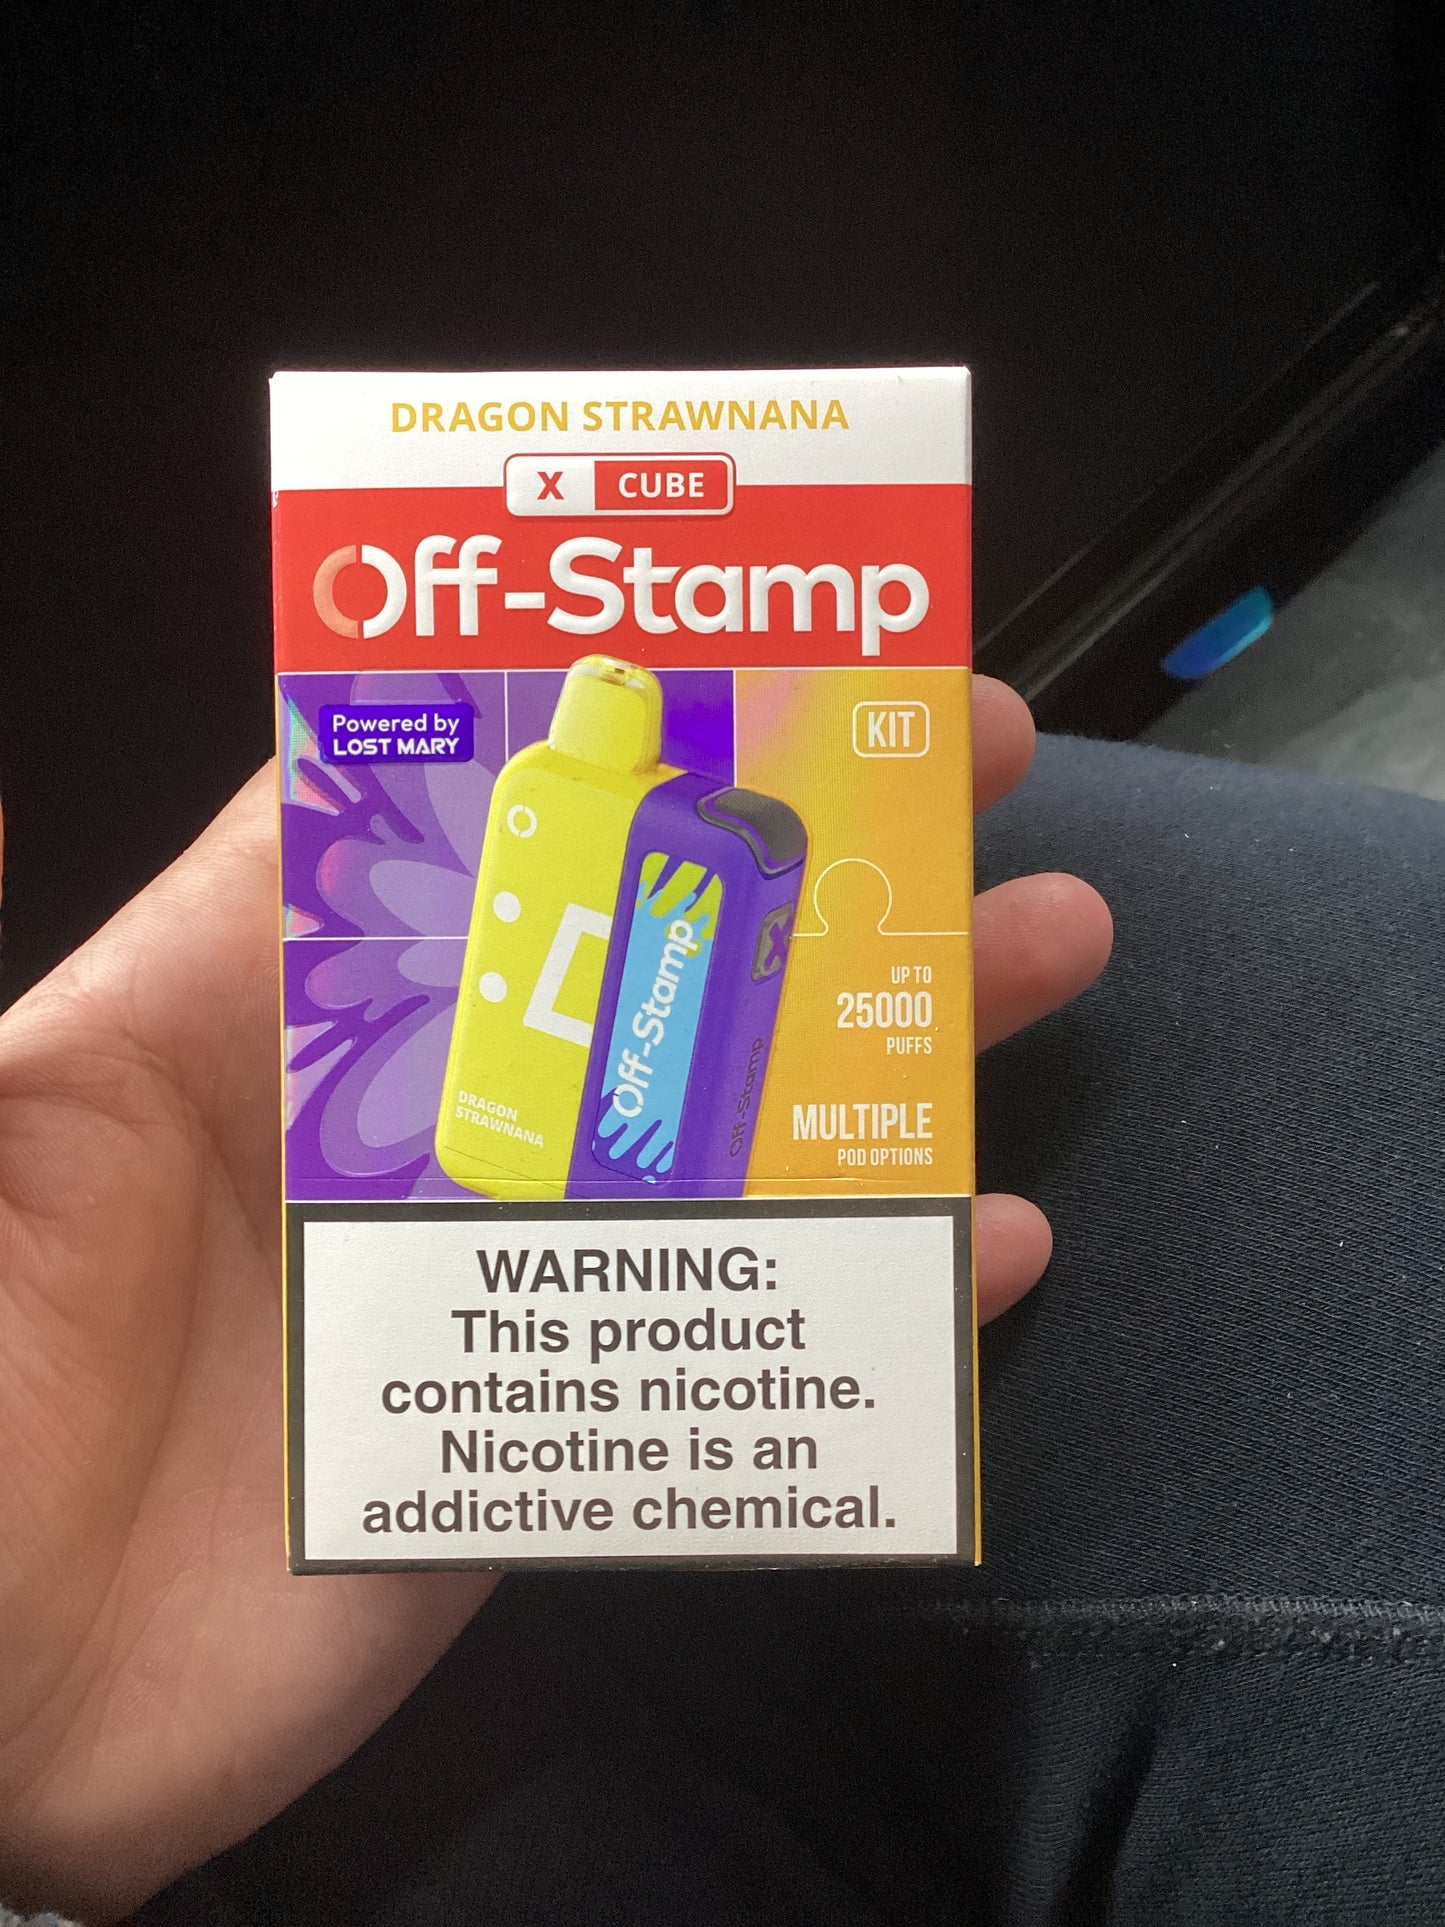 DRAGON STRAWNANA
X CUBE
Off-Stamp
Powered by
LOST MARY
KIT
Off-Stamp
Off-Stamp
DRAGON
STRAWNANA
UP TO
25000
PUFFS
MULTIPLE
POD OPTIONS
WARNING:
This product
contains nicotine.
Nicotine is an
addictive chemical.